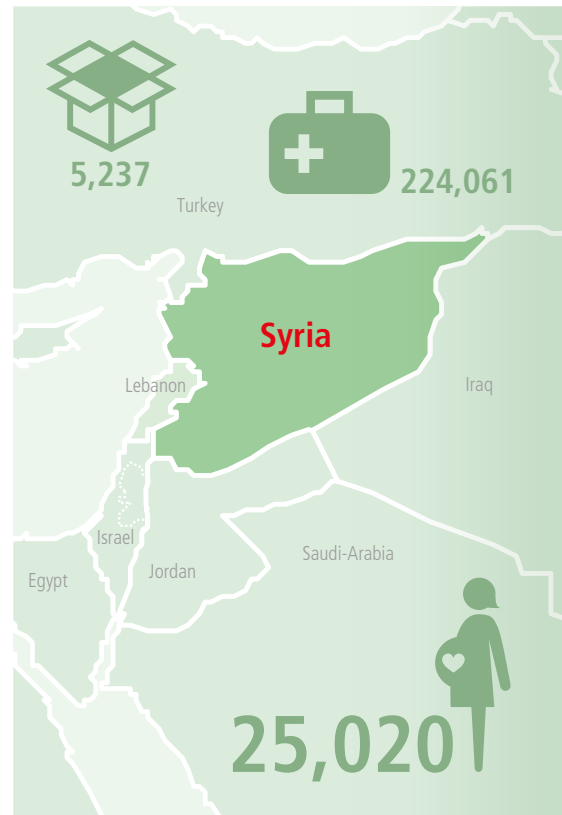 5,237
224,061
Turkey
Syria
Lebanon
Iraq
Israel
Saudi-Arabia
Jordan
Egypt
25,020